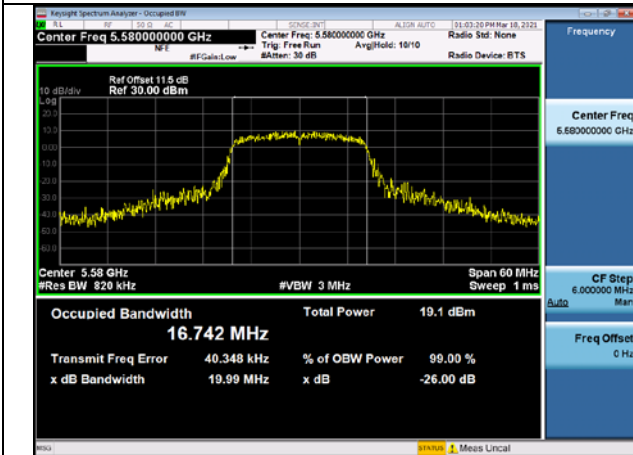 Keysight Spectrum Analyzer - Occupied BW
RL RF 50 Ω AC SENSE:INT ALIGN AUTO 01:03:20 PM Mar 10, 2021
Center Freq 5.580000000 GHz
Center Freq: 5.580000000 GHz
Radio Std: None
NFE
Trig: Free Run Avg|Hold: 10/10
#IFGain:Low
#Atten: 30 dB
Radio Device: BTS
Ref Offset 11.5 dB
10 dB/div Ref 30.00 dBm
Log
20.0
10.0
0.00
10.0
20.0
30.0
40.0
50.0
60.0
Center 5.58 GHz
Span 60 MHz
#Res BW 820 kHz
#VBW 3 MHz
Sweep 1 ms
Occupied Bandwidth
16.742 MHz
Total Power 19.1 dBm
Transmit Freq Error 40.348 kHz
% of OBW Power 99.00 %
x dB Bandwidth 19.99 MHz
x dB -26.00 dB
MSG
STATUS Meas Uncal
Frequency
Center Freq
5.580000000 GHz
CF Step
6.000000 MHz
Auto Man
Freq Offset
0 Hz